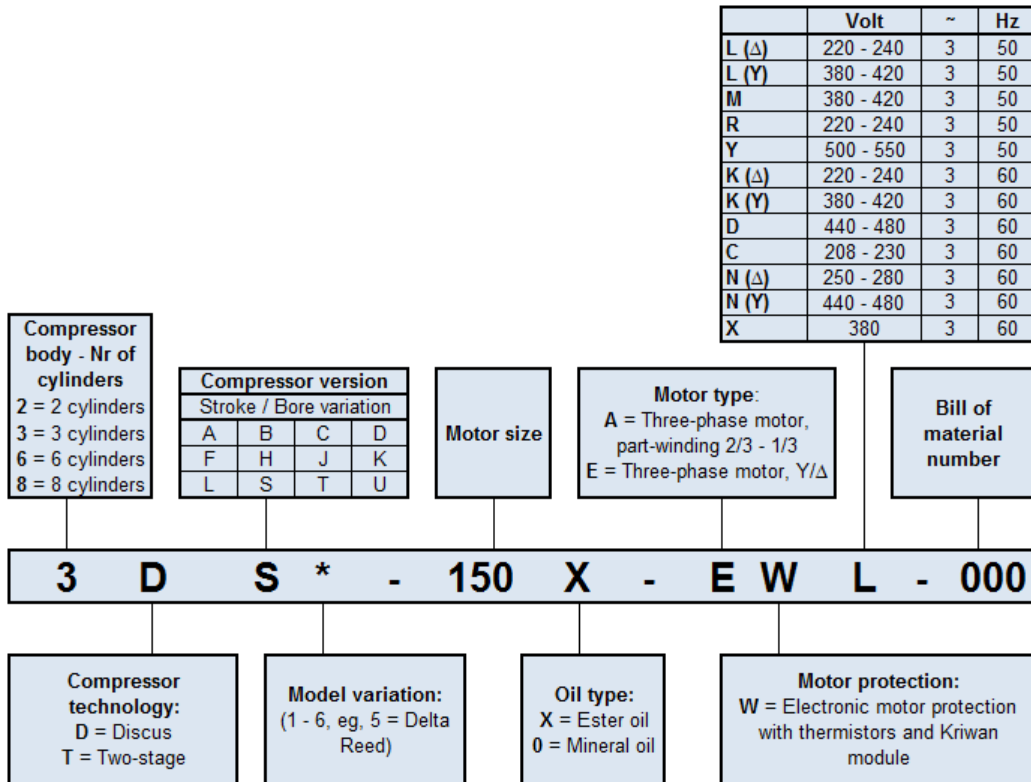 Volt ~ Hz
L (Δ) 220 - 240 3 50
L (Y) 380 - 420 3 50
M 380 - 420 3 50
R 220 - 240 3 50
Y 500 - 550 3 50
K (Δ) 220 - 240 3 60
K (Y) 380 - 420 3 60
D 440 - 480 3 60
C 208 - 230 3 60
N (Δ) 250 - 280 3 60
N (Y) 440 - 480 3 60
X 380 3 60
Compressor
body - Nr of
cylinders
2 = 2 cylinders
3 = 3 cylinders
6 = 6 cylinders
8 = 8 cylinders
Compressor version
Stroke / Bore variation
A B C D
F H J K
L S T U
Motor size
Motor type:
A = Three-phase motor,
part-winding 2/3 - 1/3
E = Three-phase motor, Y/Δ
Bill of
material
number
3 D S * - 150 X - E W L - 000
Compressor
technology:
D = Discus
T = Two-stage
Model variation:
(1 - 6, eg, 5 = Delta
Reed)
Oil type:
X = Ester oil
0 = Mineral oil
Motor protection:
W = Electronic motor protection
with thermistors and Kriwan
module